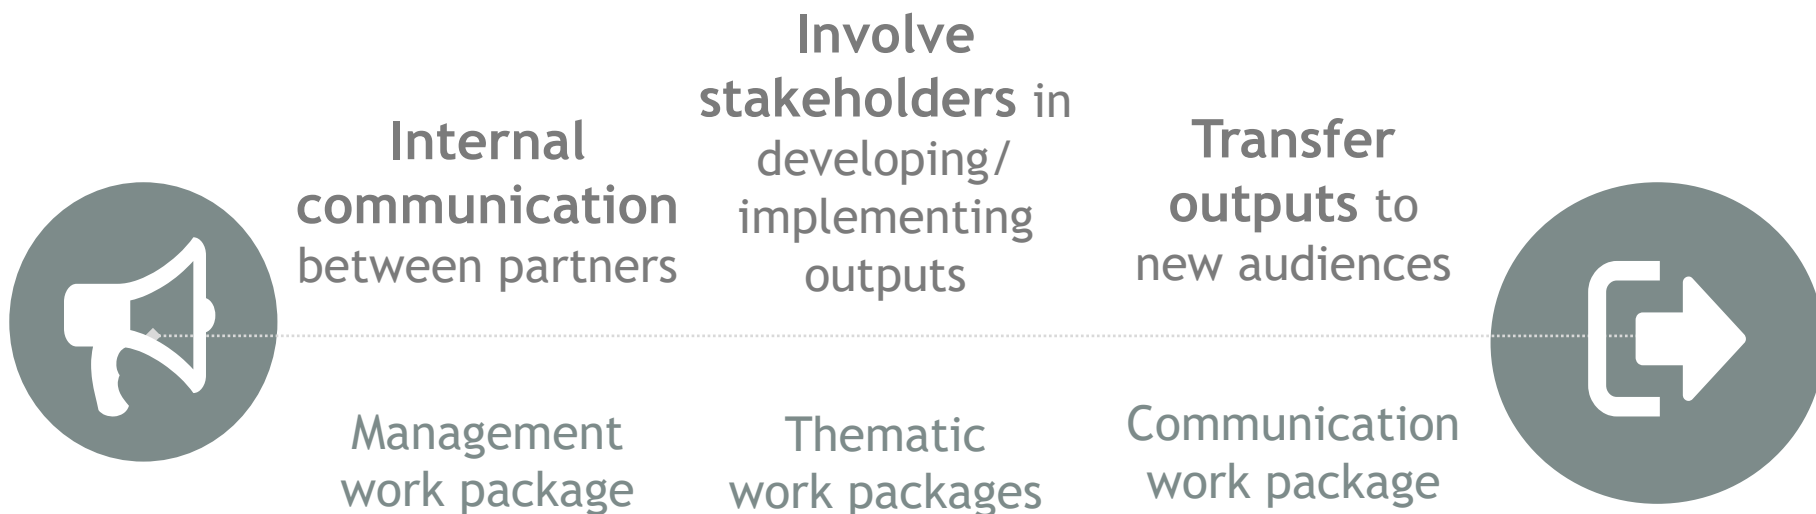 Internal
communication
between partners
Involve
stakeholders in
developing/
implementing
outputs
Transfer
outputs to
new audiences
Management
work package
Thematic
work packages
Communication
work package